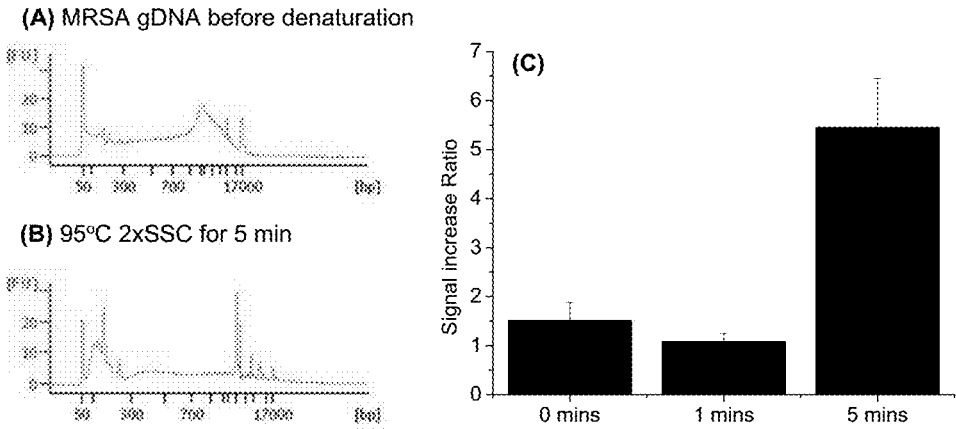 (A) MRSA gDNA before denaturation
[FU]
20
10
0
50 300 700 17000 [bp]
(B) 95°C 2xSSC for 5 min
[FU]
20
10
0
50 300 700 17000 [bp]
(C)
Signal increase Ratio
7
6
5
4
3
2
1
0
0 mins 1 mins 5 mins